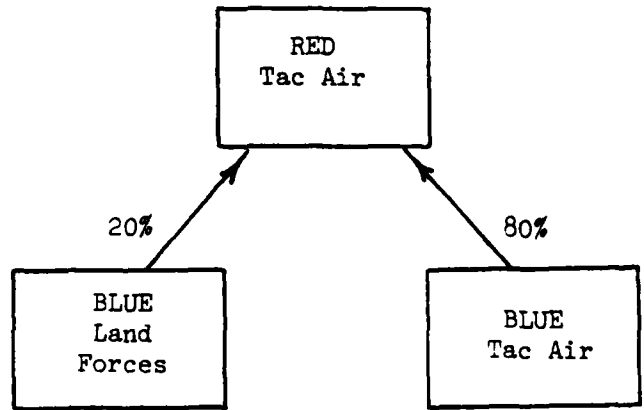 RED
Tac Air
20%
80%
BLUE
Land
Forces
BLUE
Tac Air